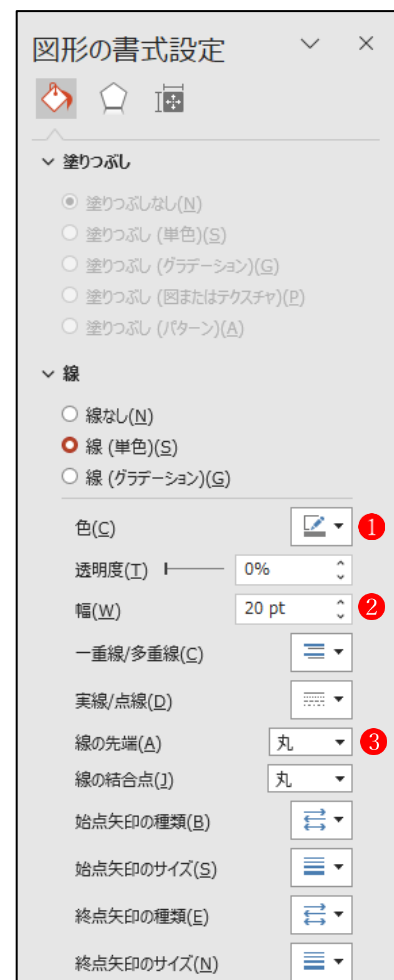 図形の書式設定
塗りつぶし
塗りつぶしなし(N)
塗りつぶし (単色)(S)
塗りつぶし (グラデーション)(G)
塗りつぶし (図またはテクスチャ)(P)
塗りつぶし (パターン)(A)
線
線なし(N)
線 (単色)(S)
線 (グラデーション)(G)
色(C) 1
透明度(T) 0%
幅(W) 20 pt 2
一重線/多重線(C)
実線/点線(D)
線の先端(A) 丸 3
線の結合点(J) 丸
始点矢印の種類(B)
始点矢印のサイズ(S)
終点矢印の種類(E)
終点矢印のサイズ(N)